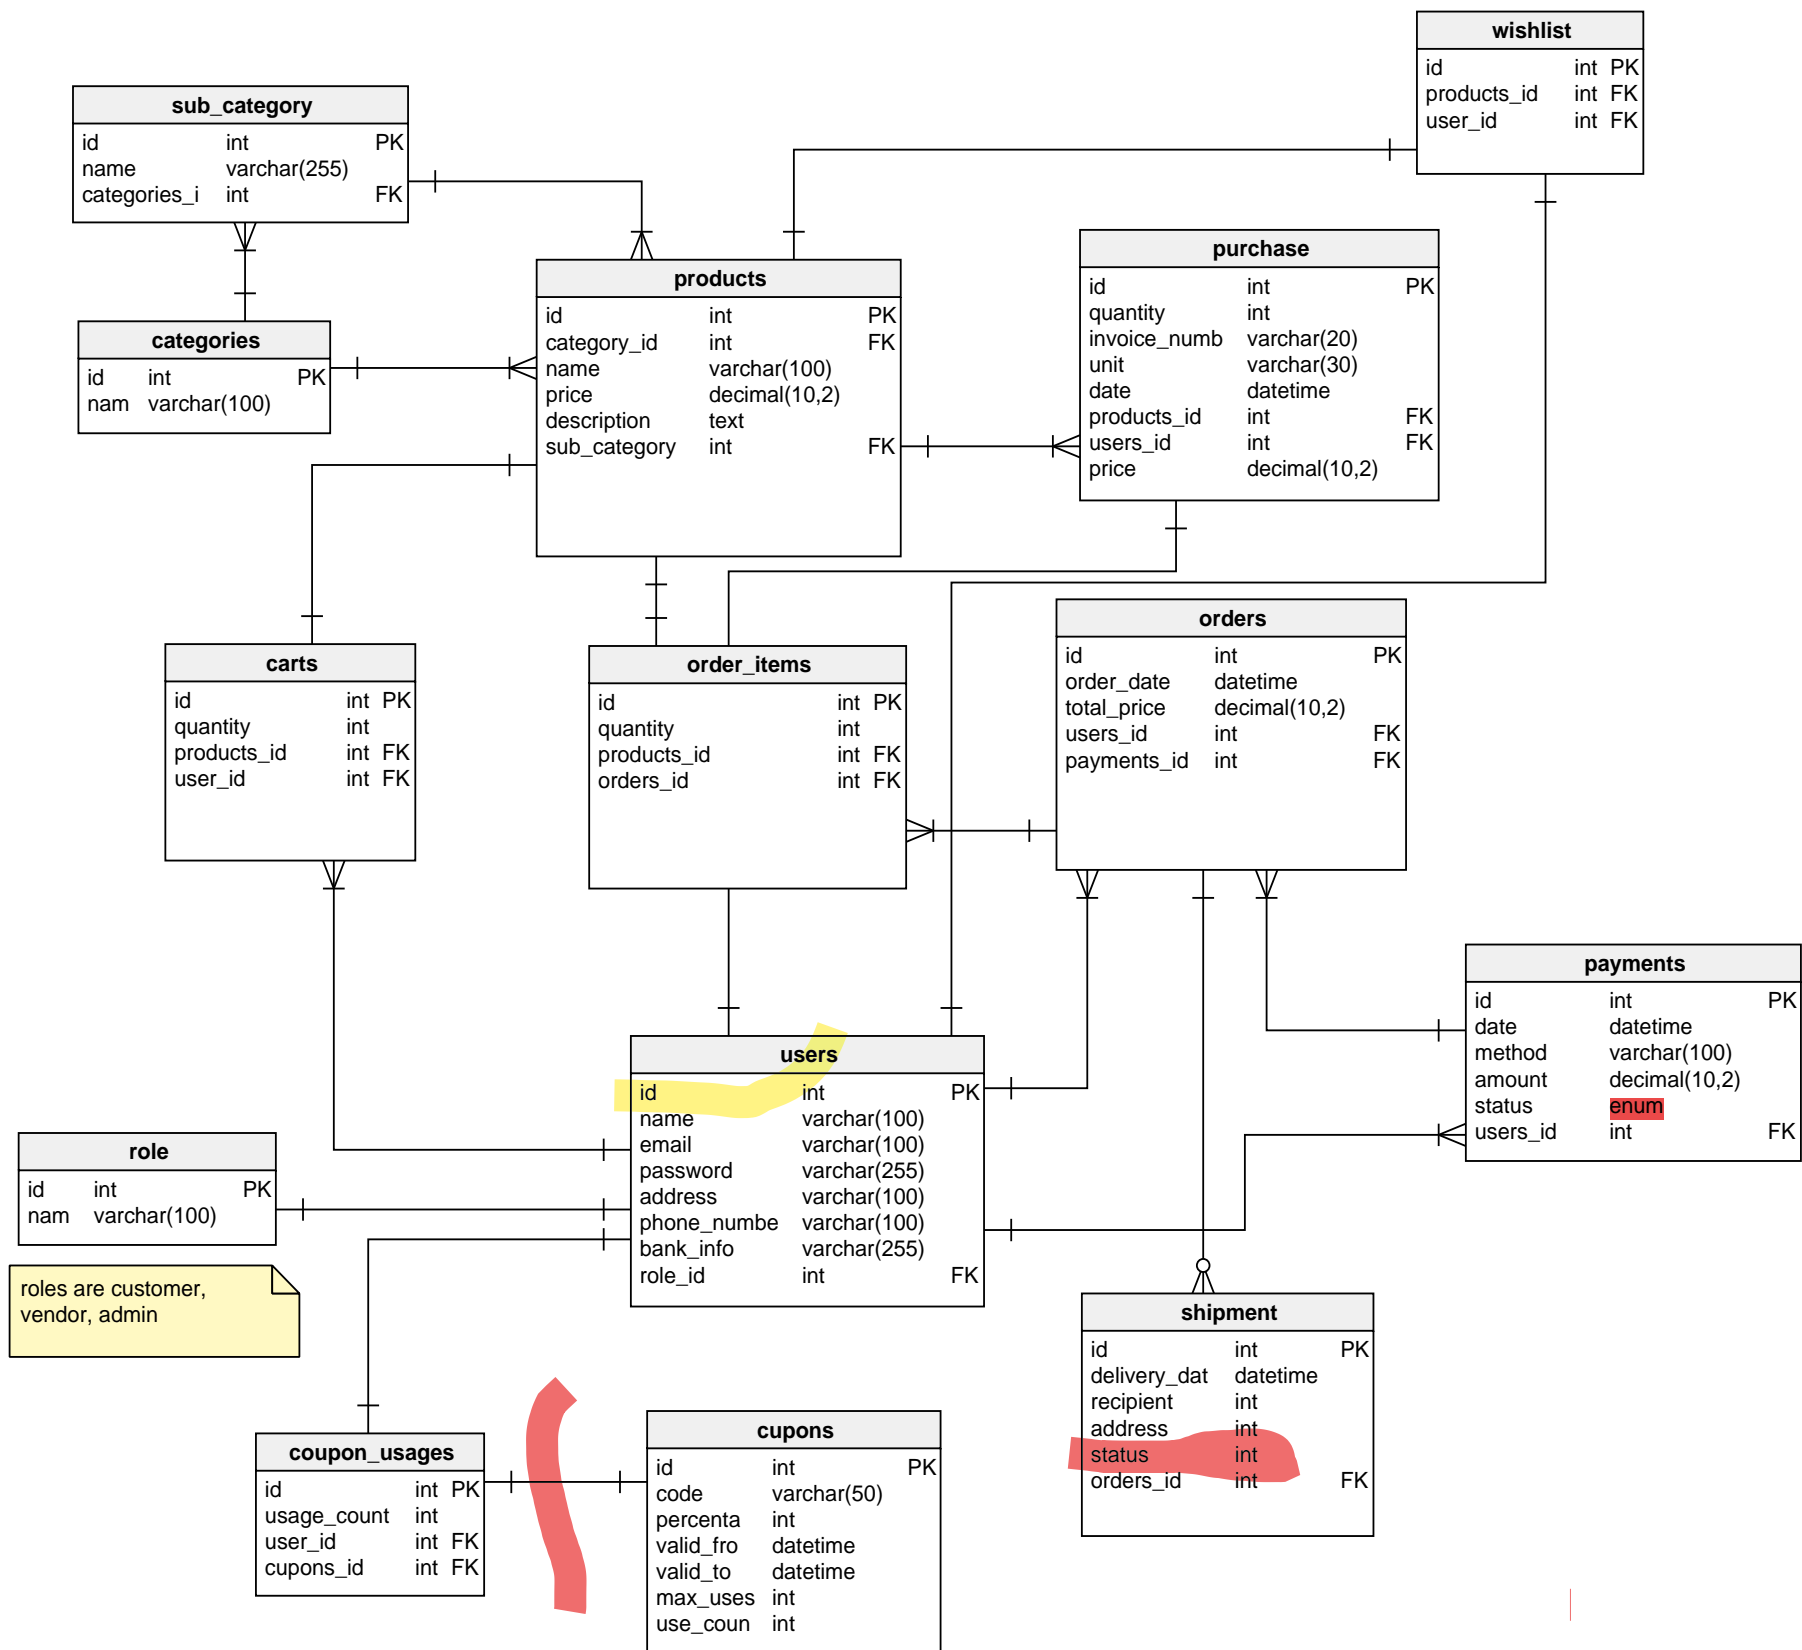 wishlist
id int PK
products_id int FK
user_id int FK
sub_category
id int PK
name varchar(255)
categories_i int FK
purchase
id int PK
quantity int
invoice_numb varchar(20)
unit varchar(30)
date datetime
products_id int FK
users_id int FK
price decimal(10,2)
products
id int PK
category_id int FK
name varchar(100)
price decimal(10,2)
description text
sub_category int FK
categories
id int PK
nam varchar(100)
orders
id int PK
order_date datetime
total_price decimal(10,2)
users_id int FK
payments_id int FK
carts
id int PK
quantity int
products_id int FK
user_id int FK
order_items
id int PK
quantity int
products_id int FK
orders_id int FK
payments
id int PK
date datetime
method varchar(100)
amount decimal(10,2)
status enum
users_id int FK
users
id int PK
name varchar(100)
email varchar(100)
password varchar(255)
address varchar(100)
phone_numbe varchar(100)
bank_info varchar(255)
role_id int FK
role
id int PK
nam varchar(100)
roles are customer,
vendor, admin
shipment
id int PK
delivery_dat datetime
recipient int
address int
status int
orders_id int FK
coupon_usages
id int PK
usage_count int
user_id int FK
cupons_id int FK
cupons
id int PK
code varchar(50)
percenta int
valid_fro datetime
valid_to datetime
max_uses int
use_coun int